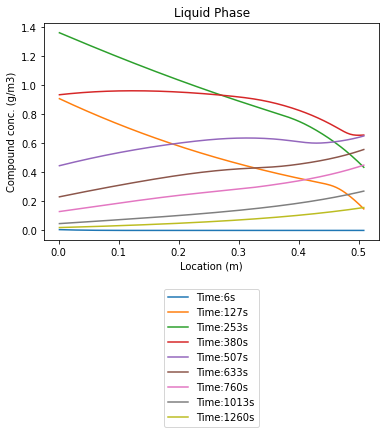 Liquid Phase
Compound conc. (g/m3)
1.4
1.2
1.0
0.8
0.6
0.4
0.2
0.0
0.0 0.1 0.2 0.3 0.4 0.5
Location (m)
Time:6s
Time:127s
Time:253s
Time:380s
Time:507s
Time:633s
Time:760s
Time:1013s
Time:1260s